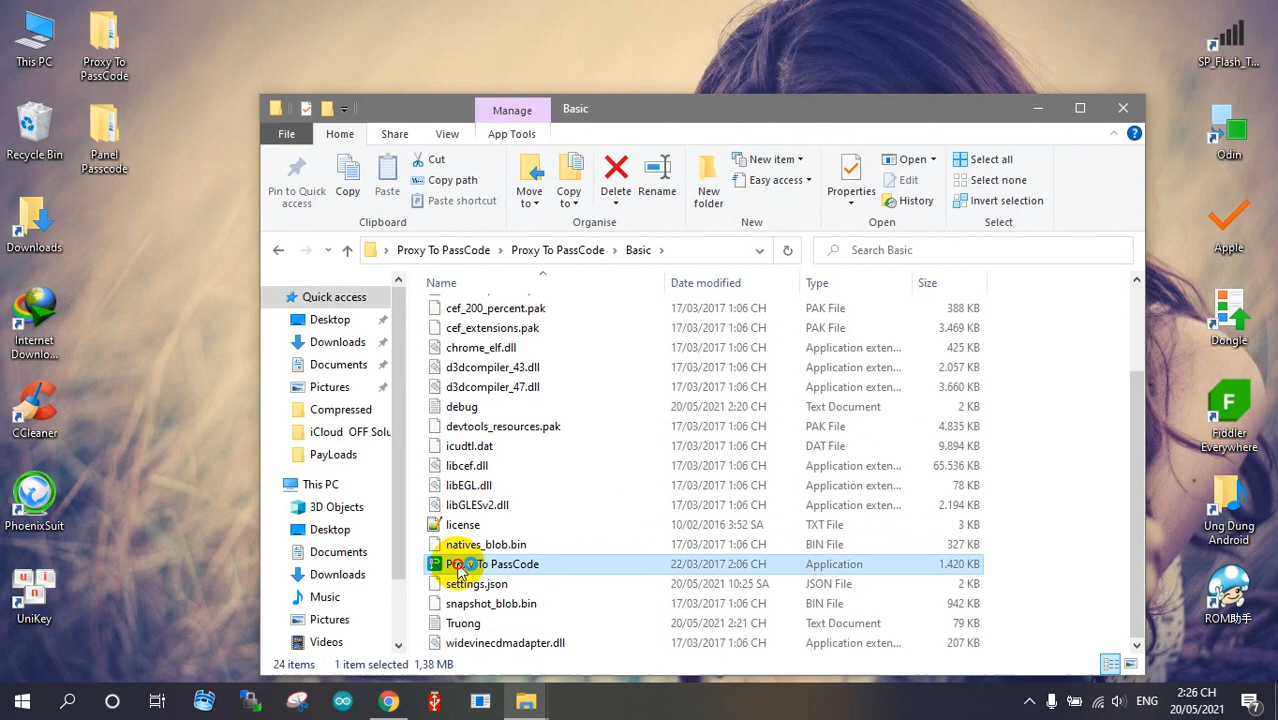 This PC
Proxy To
PassCode
Recycle Bin
Panel
Passcode
Downloads
Internet
Downlo...
CCleaner
PhoenixSuit
UniKey
SP_Flash_T...
Odin
Apple
Dongle
Fiddler
Everywhere
Ung Dung
Android
ROM助手
Manage
Basic
File
Home
Share
View
App Tools
Pin to Quick
access
Copy
Paste
Cut
Copy path
Paste shortcut
Clipboard
Move
to
Copy
to
Delete
Rename
Organise
New
folder
New item
Easy access
New
Properties
Open
Edit
History
Open
Select all
Select none
Invert selection
Select
Proxy To PassCode > Proxy To PassCode > Basic >
Search Basic
Quick access
Desktop
Downloads
Documents
Pictures
Compressed
iCloud OFF Solu
PayLoads
This PC
3D Objects
Desktop
Documents
Downloads
Music
Pictures
Videos
Name Date modified Type Size
cef_200_percent.pak 17/03/2017 1:06 CH PAK File 388 KB
cef_extensions.pak 17/03/2017 1:06 CH PAK File 3.469 KB
chrome_elf.dll 17/03/2017 1:06 CH Application exten... 425 KB
d3dcompiler_43.dll 17/03/2017 1:06 CH Application exten... 2.057 KB
d3dcompiler_47.dll 17/03/2017 1:06 CH Application exten... 3.660 KB
debug 20/05/2021 2:20 CH Text Document 2 KB
devtools_resources.pak 17/03/2017 1:06 CH PAK File 4.835 KB
icudtl.dat 17/03/2017 1:06 CH DAT File 9.894 KB
libcef.dll 17/03/2017 1:06 CH Application exten... 65.536 KB
libEGL.dll 17/03/2017 1:06 CH Application exten... 78 KB
libGLESv2.dll 17/03/2017 1:06 CH Application exten... 2.194 KB
license 10/02/2016 3:52 SA TXT File 3 KB
natives_blob.bin 17/03/2017 1:06 CH BIN File 327 KB
Proxy To PassCode 22/03/2017 2:06 CH Application 1.420 KB
settings.json 20/05/2021 10:25 SA JSON File 2 KB
snapshot_blob.bin 17/03/2017 1:06 CH BIN File 942 KB
Truong 20/05/2021 2:21 CH Text Document 79 KB
widevinecdmadapter.dll 17/03/2017 1:06 CH Application exten... 207 KB
24 items 1 item selected 1,38 MB
ENG
2:26 CH
20/05/2021
7